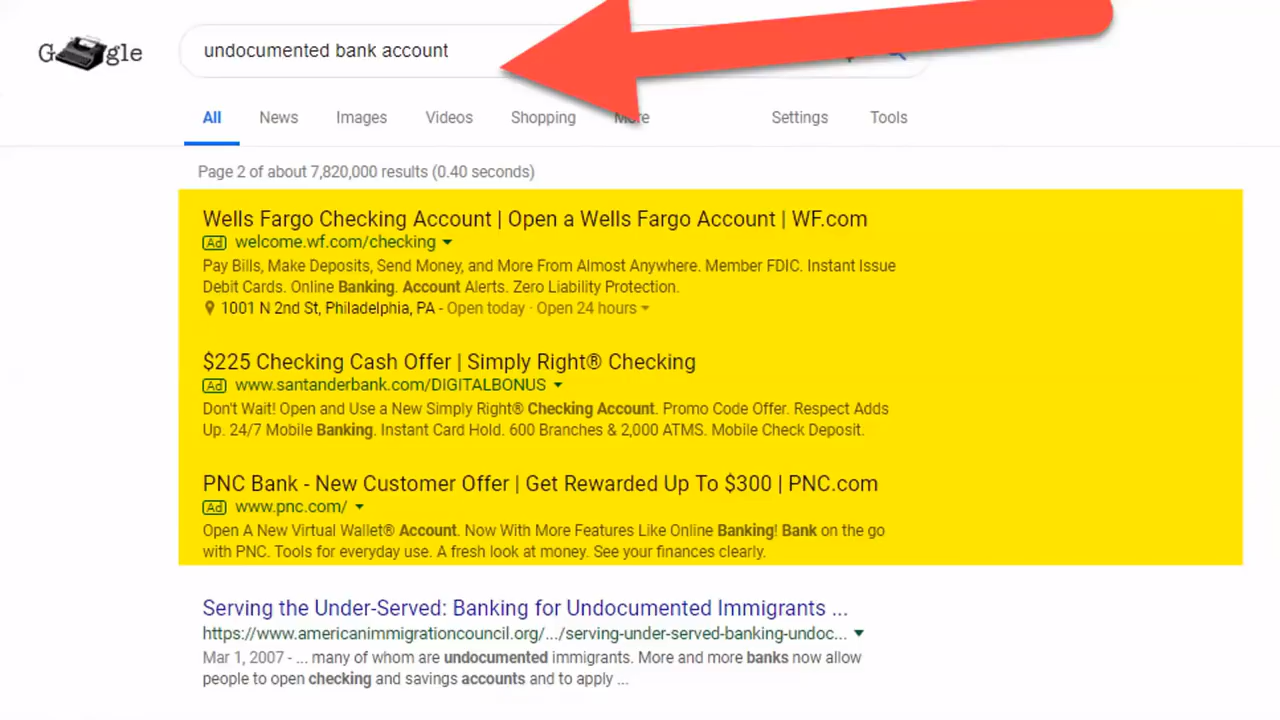 G gle
undocumented bank account
All News Images Videos Shopping More Settings Tools
Page 2 of about 7,820,000 results (0.40 seconds)
Wells Fargo Checking Account | Open a Wells Fargo Account | WF.com
Ad welcome.wf.com/checking
Pay Bills, Make Deposits, Send Money, and More From Almost Anywhere. Member FDIC. Instant Issue
Debit Cards. Online Banking. Account Alerts. Zero Liability Protection.
1001 N 2nd St, Philadelphia, PA - Open today · Open 24 hours
$225 Checking Cash Offer | Simply Right® Checking
Ad www.santanderbank.com/DIGITALBONUS
Don't Wait! Open and Use a New Simply Right® Checking Account. Promo Code Offer. Respect Adds
Up. 24/7 Mobile Banking. Instant Card Hold. 600 Branches & 2,000 ATMS. Mobile Check Deposit.
PNC Bank - New Customer Offer | Get Rewarded Up To $300 | PNC.com
Ad www.pnc.com/
Open A New Virtual Wallet® Account. Now With More Features Like Online Banking! Bank on the go
with PNC. Tools for everyday use. A fresh look at money. See your finances clearly.
Serving the Under-Served: Banking for Undocumented Immigrants ...
https://www.americanimmigrationcouncil.org/.../serving-under-served-banking-undoc...
Mar 1, 2007 - ... many of whom are undocumented immigrants. More and more banks now allow
people to open checking and savings accounts and to apply ...